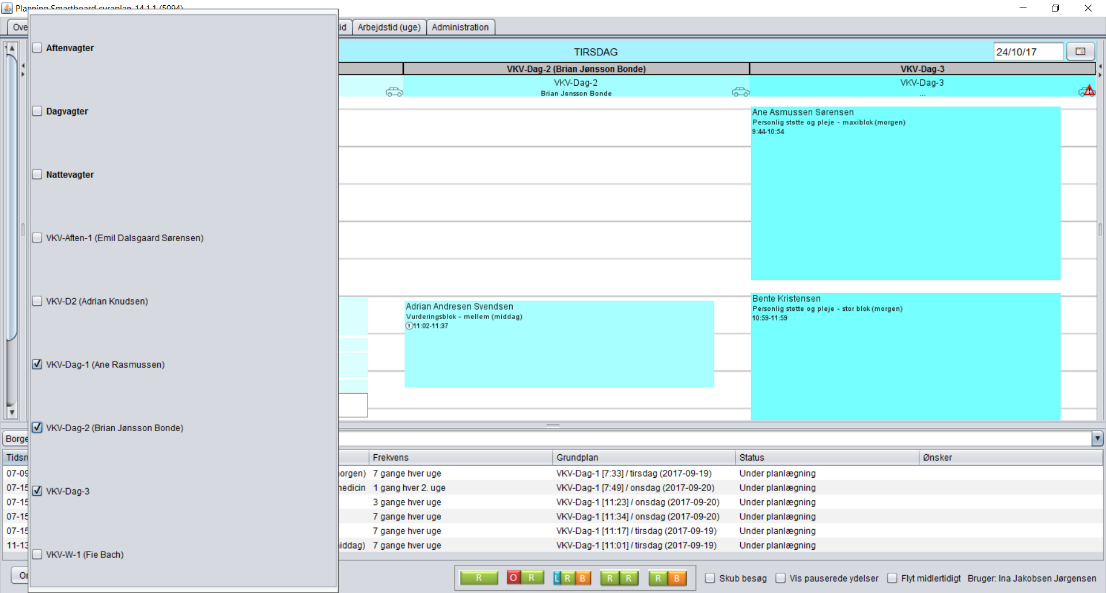 Planning Smartboard curaplan-14.1.1 (5094)
Ove
id
Arbejdstid (uge)
Administration
Aftenvagter
Dagvagter
Nattevagter
VKV-Aften-1 (Emil Dalsgaard Sørensen)
VKV-D2 (Adrian Knudsen)
VKV-Dag-1 (Ane Rasmussen)
VKV-Dag-2 (Brian Jønsson Bonde)
VKV-Dag-3
VKV-W-1 (Fie Bach)
TIRSDAG
24/10/17
VKV-Dag-2 (Brian Jønsson Bonde)
VKV-Dag-3
VKV-Dag-2
Brian Jønsson Bonde
VKV-Dag-3
...
Ane Asmussen Sørensen
Personlig støtte og pleje - maxiblok (morgen)
9:44-10:54
Adrian Andresen Svendsen
Vurderingsblok - mellem (middag)
1 11:02-11:37
Bente Kristensen
Personlig støtte og pleje - stor blok (morgen)
10:59-11:59
Borge
Tidsr Frekvens Grundplan Status Ønsker
07-09 orgen) 7 gange hver uge VKV-Dag-1 [7:33] / tirsdag (2017-09-19) Under planlægning
07-15 nedicin 1 gang hver 2. uge VKV-Dag-1 [7:49] / onsdag (2017-09-20) Under planlægning
07-15 3 gange hver uge VKV-Dag-1 [11:23] / onsdag (2017-09-20) Under planlægning
07-15 7 gange hver uge VKV-Dag-1 [11:34] / onsdag (2017-09-20) Under planlægning
07-15 7 gange hver uge VKV-Dag-1 [11:17] / tirsdag (2017-09-19) Under planlægning
11-13 iddag) 7 gange hver uge VKV-Dag-1 [11:01] / tirsdag (2017-09-19) Under planlægning
R O R L R B R R R B Skub besøg Vis pauserede ydelser Flyt midlertidigt Bruger: Ina Jakobsen Jørgensen